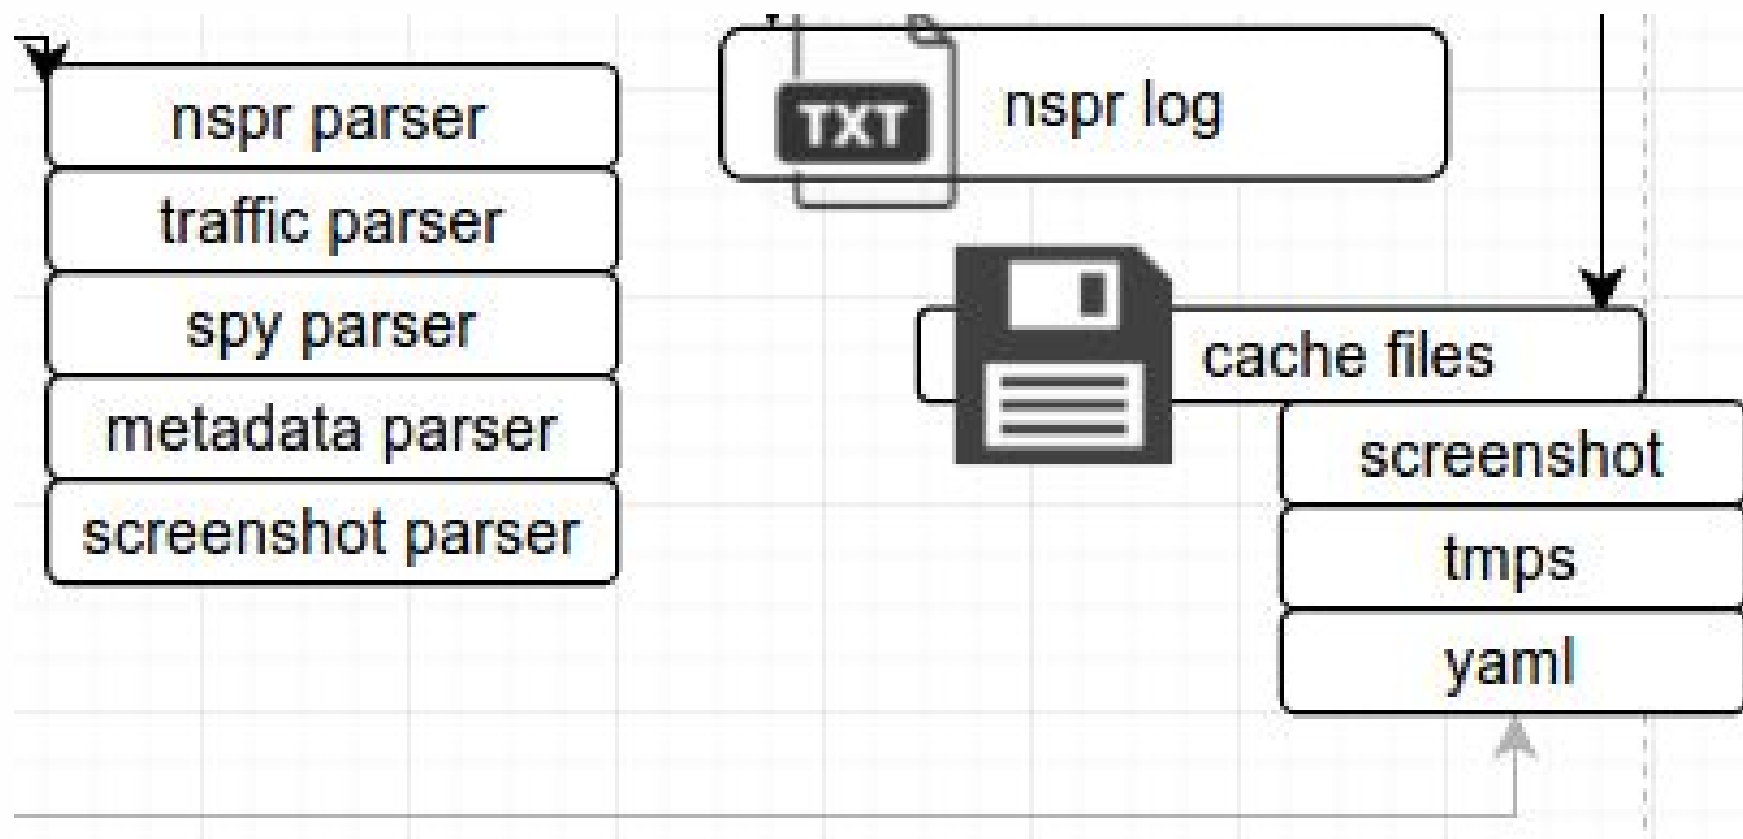 nspr parser
traffic parser
spy parser
metadata parser
screenshot parser
TXT
nspr log
cache files
screenshot
tmps
yaml